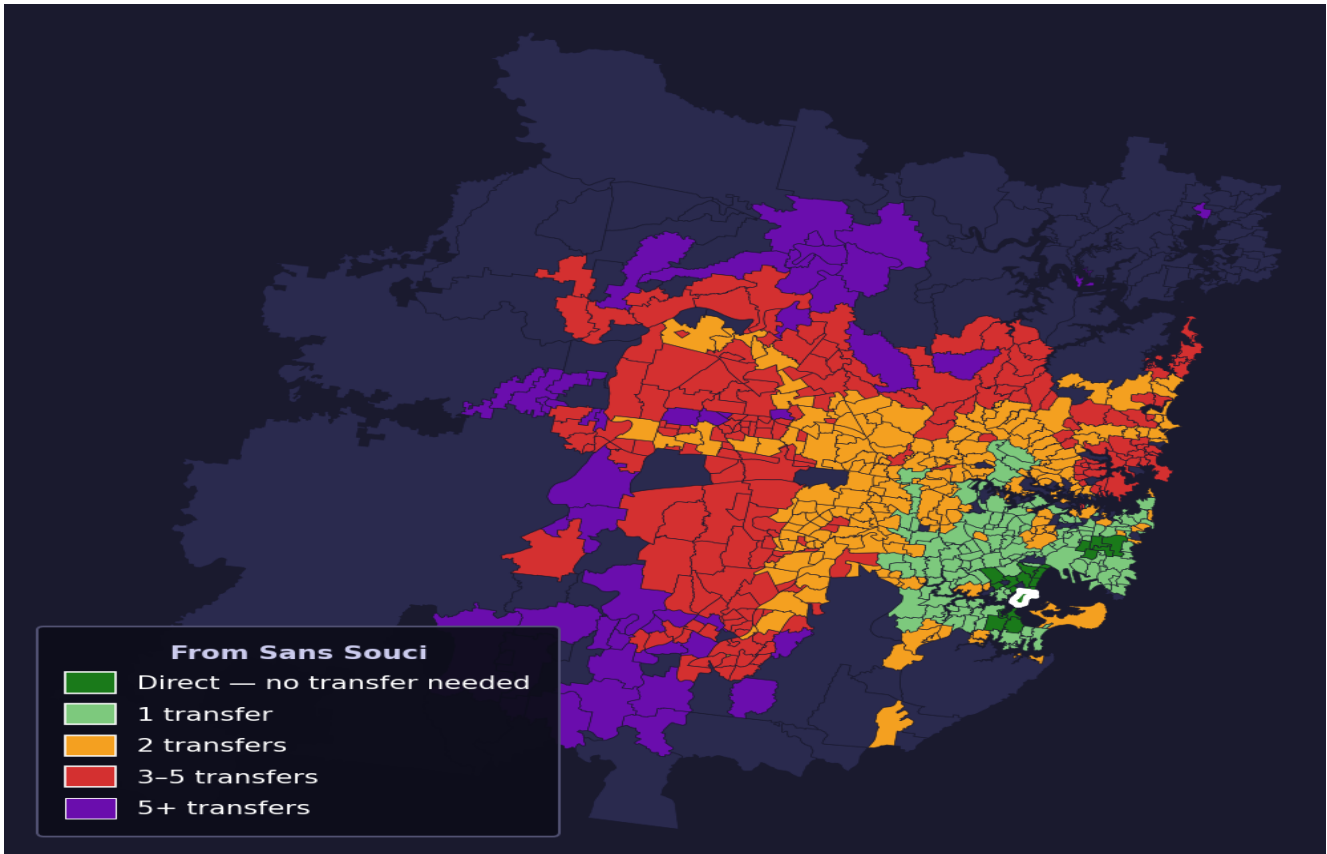 From Sans Souci
Direct — no transfer needed
1 transfer
2 transfers
3–5 transfers
5+ transfers